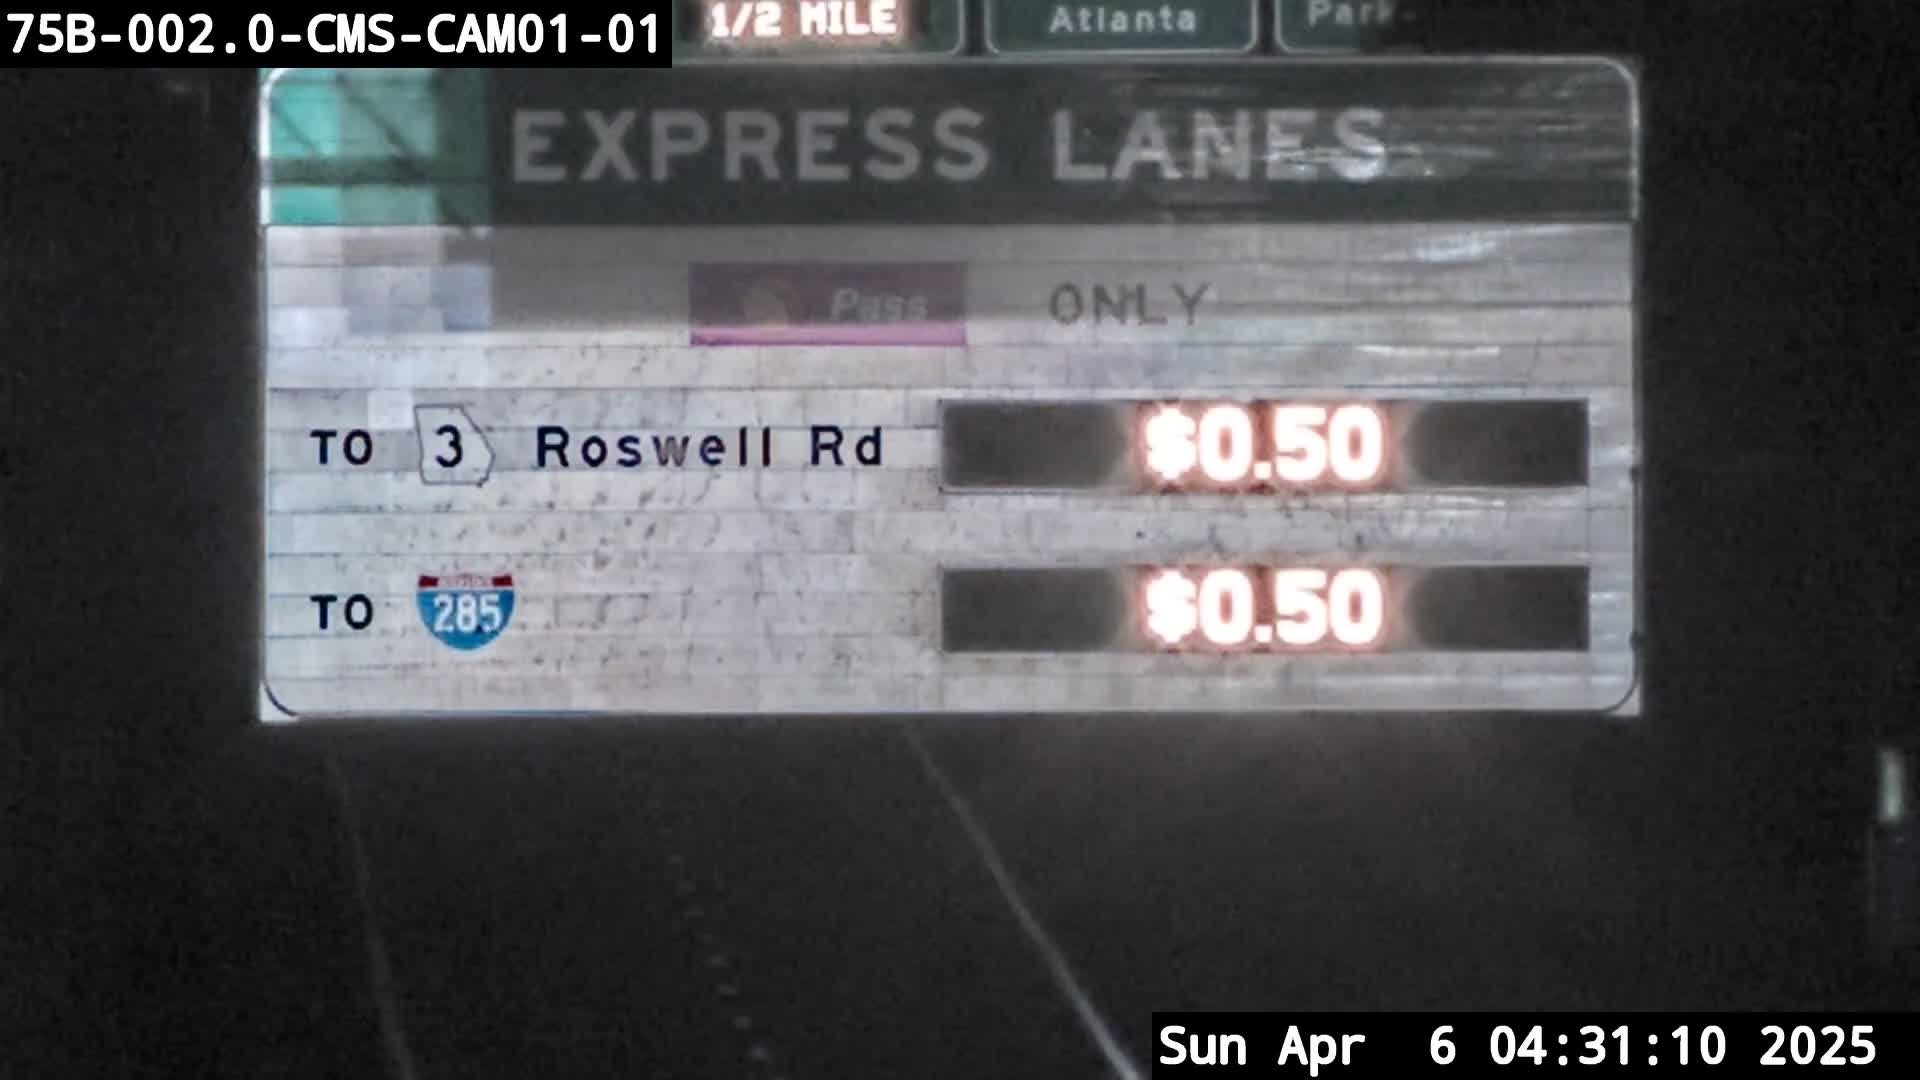 75B-002.0-CMS-CAM01-01
1/2 MILE
Atlanta
Park
EXPRESS LANES
Pass ONLY
TO 3 Roswell Rd $0.50
TO 285 $0.50
Sun Apr 6 04:31:10 2025